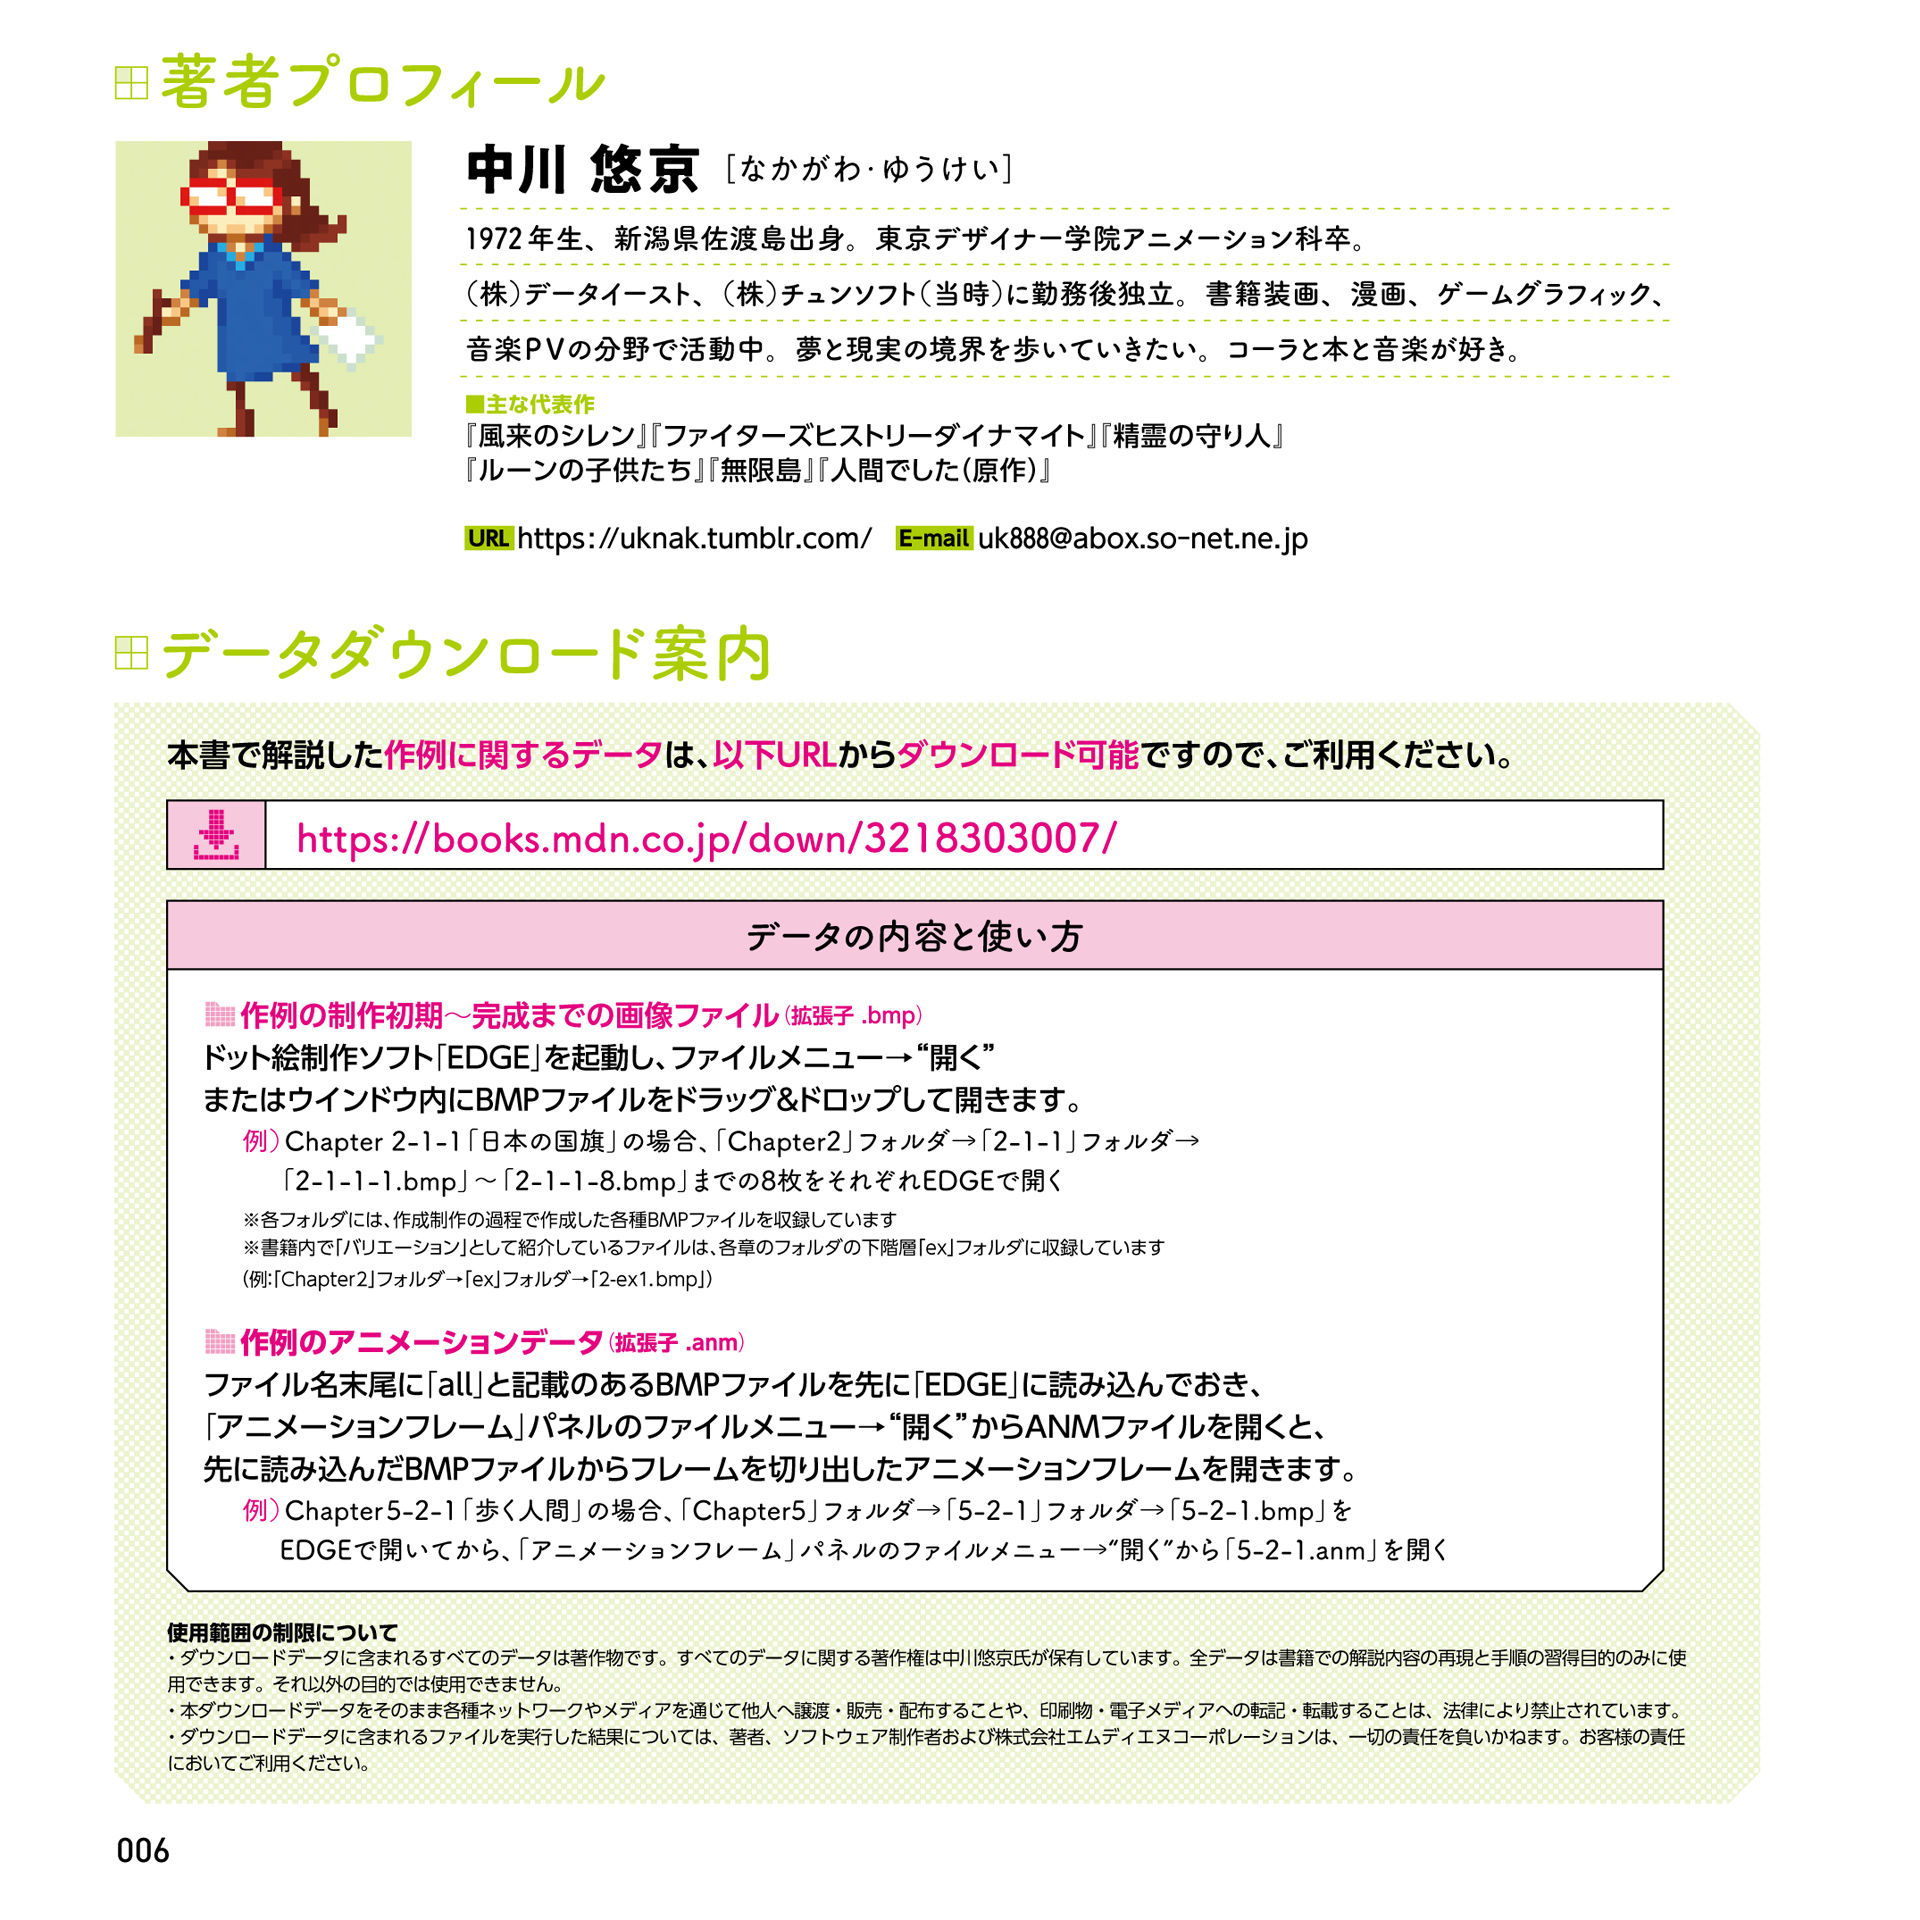 著者プロフィール
中川 悠京 [なかがわ・ゆうけい]
1972年生、新潟県佐渡島出身。東京デザイナー学院アニメーション科卒。
(株)データイースト、(株)チュンソフト(当時)に勤務後独立。書籍装画、漫画、ゲームグラフィック、
音楽PVの分野で活動中。夢と現実の境界を歩いていきたい。コーラと本と音楽が好き。
■主な代表作
『風来のシレン』『ファイターズヒストリーダイナマイト』『精霊の守り人』
『ルーンの子供たち』『無限島』『人間でした(原作)』
URL https://uknak.tumblr.com/ E-mail uk888@abox.so-net.ne.jp
データダウンロード案内
本書で解説した作例に関するデータは、以下URLからダウンロード可能ですので、ご利用ください。
https://books.mdn.co.jp/down/3218303007/
データの内容と使い方
作例の制作初期〜完成までの画像ファイル(拡張子 .bmp)
ドット絵制作ソフト「EDGE」を起動し、ファイルメニュー→“開く”
またはウインドウ内にBMPファイルをドラッグ&ドロップして開きます。
例)Chapter 2-1-1「日本の国旗」の場合、「Chapter2」フォルダ→「2-1-1」フォルダ→
「2-1-1-1.bmp」〜「2-1-1-8.bmp」までの8枚をそれぞれEDGEで開く
※各フォルダには、作成制作の過程で作成した各種BMPファイルを収録しています
※書籍内で「バリエーション」として紹介しているファイルは、各章のフォルダの下階層「ex」フォルダに収録しています
(例:「Chapter2」フォルダ→「ex」フォルダ→「2-ex1.bmp」)
作例のアニメーションデータ(拡張子 .anm)
ファイル名末尾に「all」と記載のあるBMPファイルを先に「EDGE」に読み込んでおき、
「アニメーションフレーム」パネルのファイルメニュー→“開く”からANMファイルを開くと、
先に読み込んだBMPファイルからフレームを切り出したアニメーションフレームを開きます。
例)Chapter5-2-1「歩く人間」の場合、「Chapter5」フォルダ→「5-2-1」フォルダ→「5-2-1.bmp」を
EDGEで開いてから、「アニメーションフレーム」パネルのファイルメニュー→“開く”から「5-2-1.anm」を開く
使用範囲の制限について
・ダウンロードデータに含まれるすべてのデータは著作物です。すべてのデータに関する著作権は中川悠京氏が保有しています。全データは書籍での解説内容の再現と手順の習得目的のみに使
用できます。それ以外の目的では使用できません。
・本ダウンロードデータをそのまま各種ネットワークやメディアを通じて他人へ譲渡・販売・配布することや、印刷物・電子メディアへの転記・転載することは、法律により禁止されています。
・ダウンロードデータに含まれるファイルを実行した結果については、著者、ソフトウェア制作者および株式会社エムディエヌコーポレーションは、一切の責任を負いかねます。お客様の責任
においてご利用ください。
006